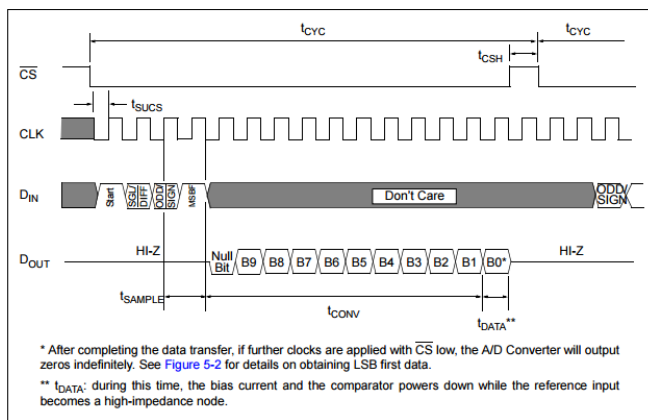 tCYC tCYC
tCSH
CS
tSUCS
CLK
DIN Start SGL/DIFF ODD/SIGN MSBF Don't Care ODD/SIGN
DOUT HI-Z Null Bit B9 B8 B7 B6 B5 B4 B3 B2 B1 B0* HI-Z
tSAMPLE tCONV tDATA**
* After completing the data transfer, if further clocks are applied with CS low, the A/D Converter will output
zeros indefinitely. See Figure 5-2 for details on obtaining LSB first data.
** tDATA: during this time, the bias current and the comparator powers down while the reference input
becomes a high-impedance node.